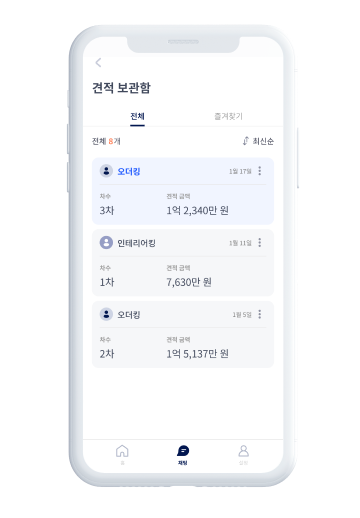 견적 보관함
전체 즐겨찾기
전체 8개 최신순
오더킹 1월 17일
차수 견적 금액
3차 1억 2,340만 원
인테리어킹 1월 11일
차수 견적 금액
1차 7,630만 원
오더킹 1월 5일
차수 견적 금액
2차 1억 5,137만 원
홈 채팅